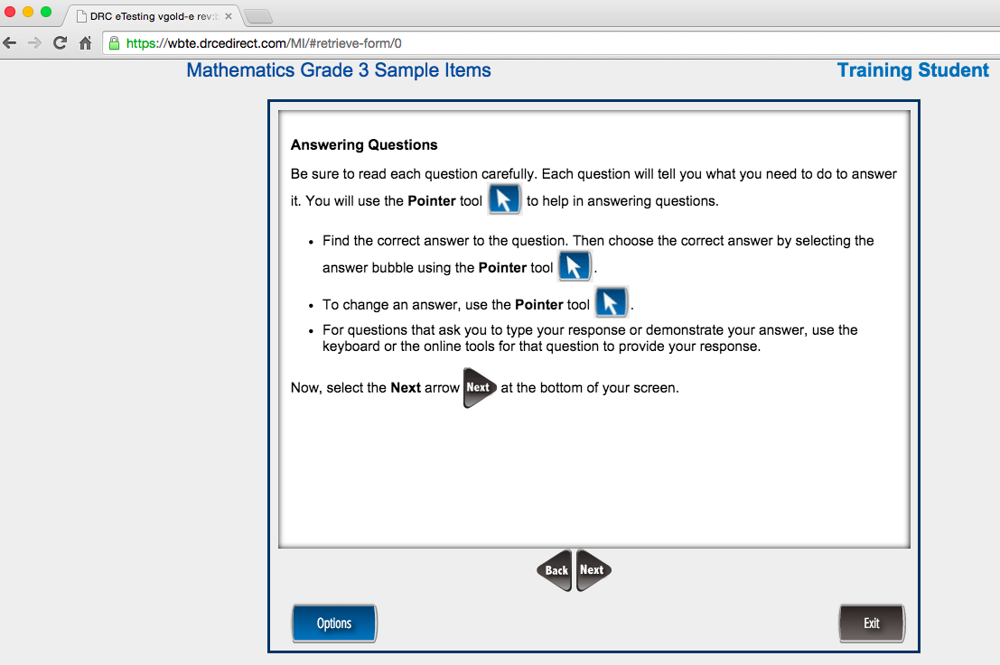 DRC eTesting vgold-e rev:
https://wbte.drcedirect.com/MI/#retrieve-form/0
Mathematics Grade 3 Sample Items
Training Student
Answering Questions
Be sure to read each question carefully. Each question will tell you what you need to do to answer
it. You will use the Pointer tool to help in answering questions.
• Find the correct answer to the question. Then choose the correct answer by selecting the
answer bubble using the Pointer tool .
• To change an answer, use the Pointer tool .
• For questions that ask you to type your response or demonstrate your answer, use the
keyboard or the online tools for that question to provide your response.
Now, select the Next arrow Next at the bottom of your screen.
Back Next
Options
Exit